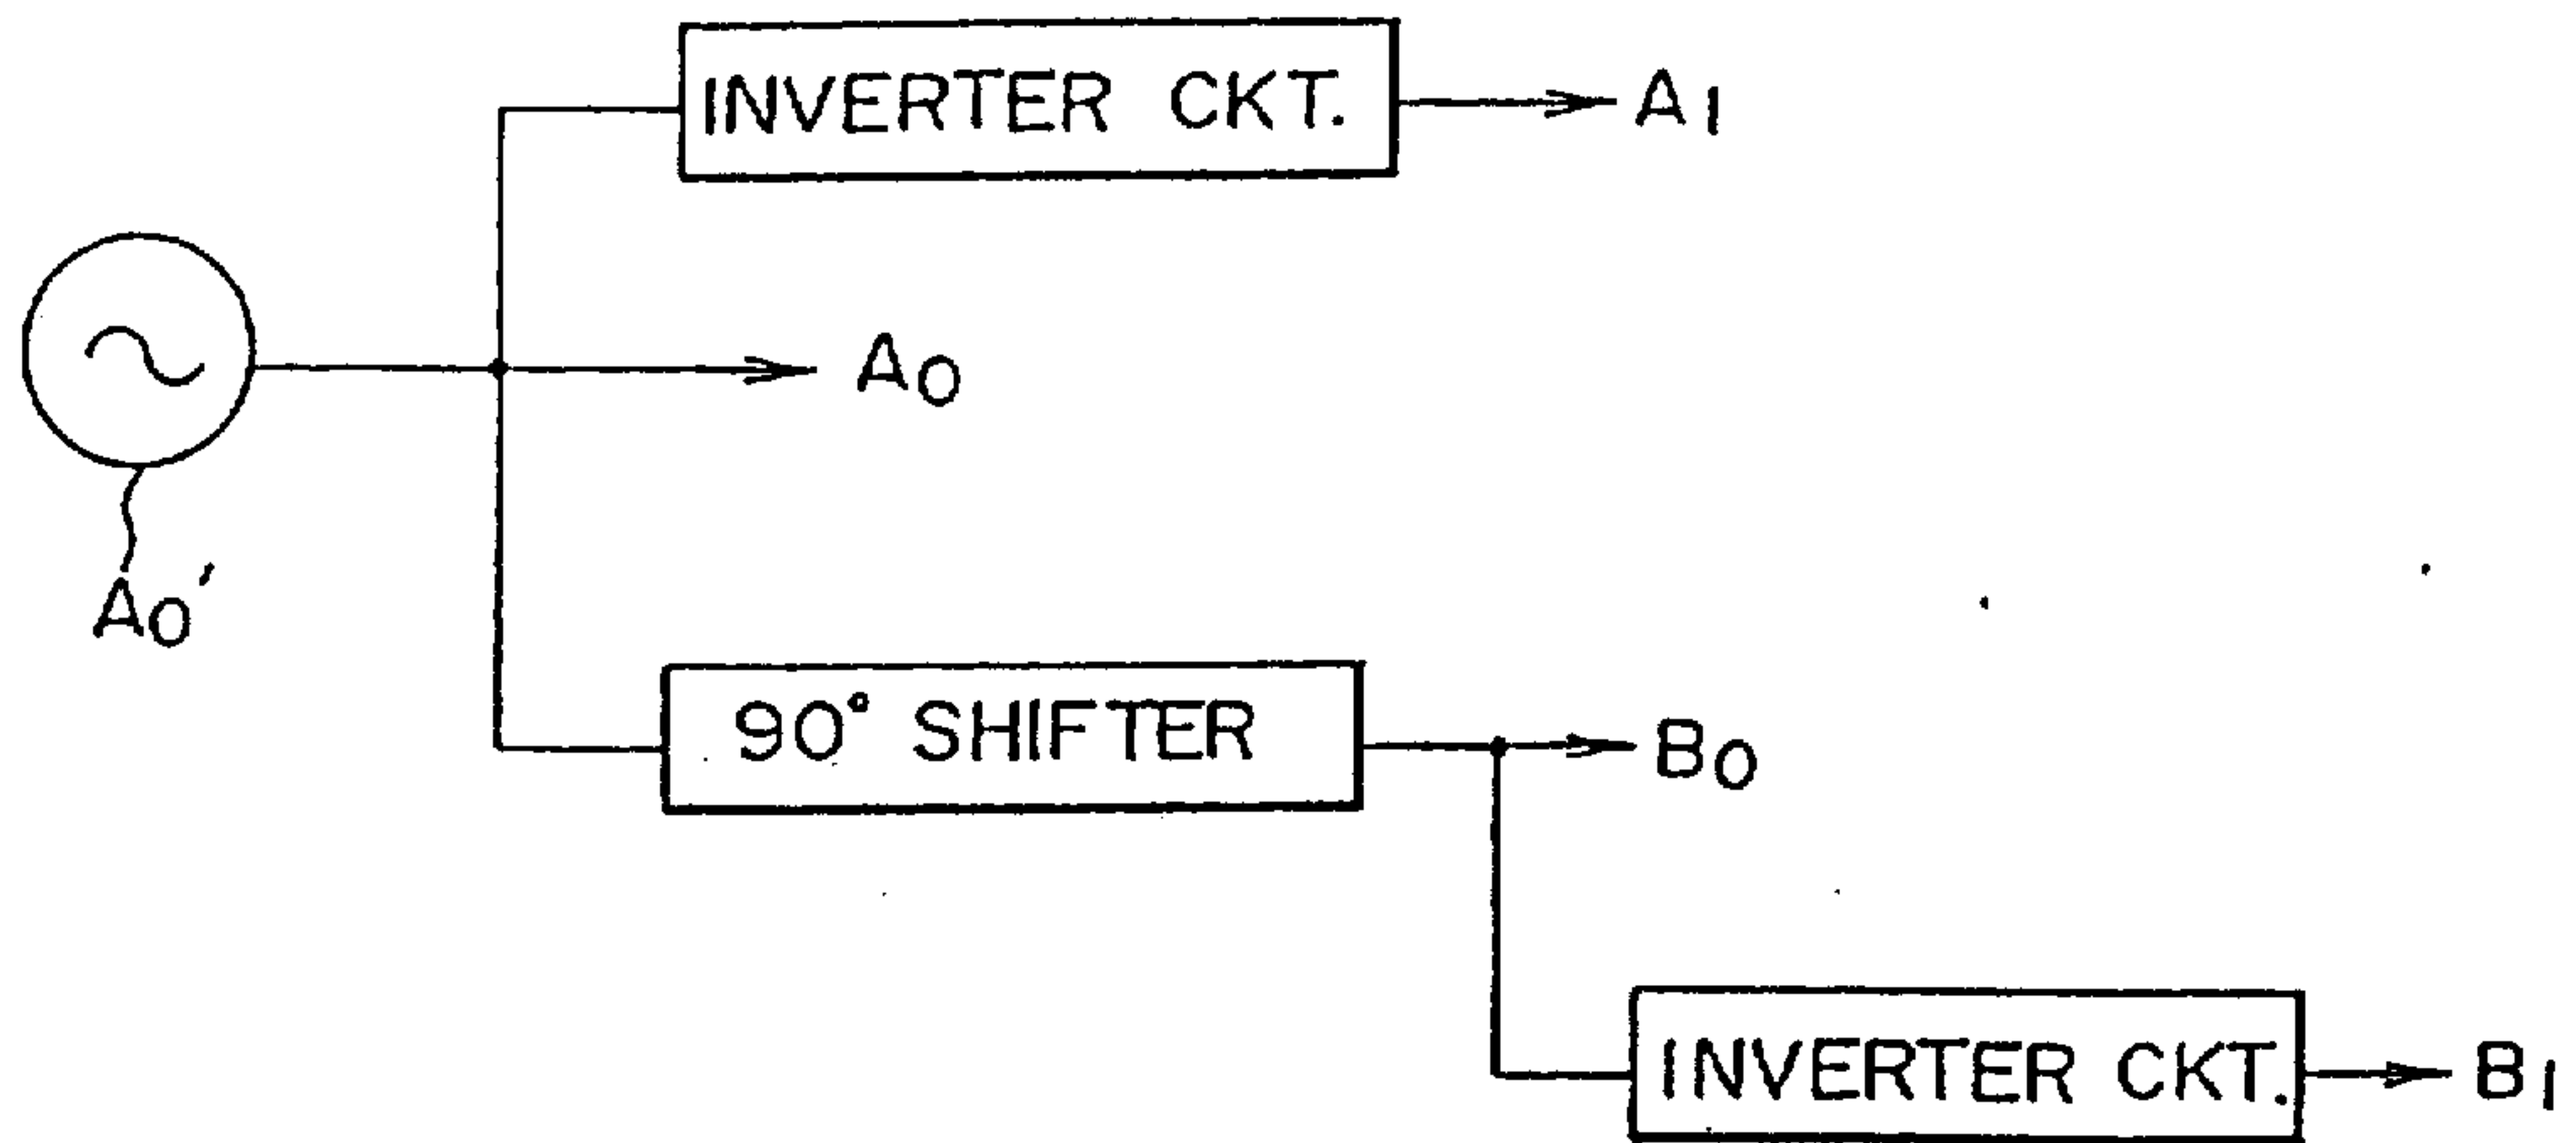 INVERTER CKT.
A1
A0
A0'
90° SHIFTER
B0
INVERTER CKT.
B1